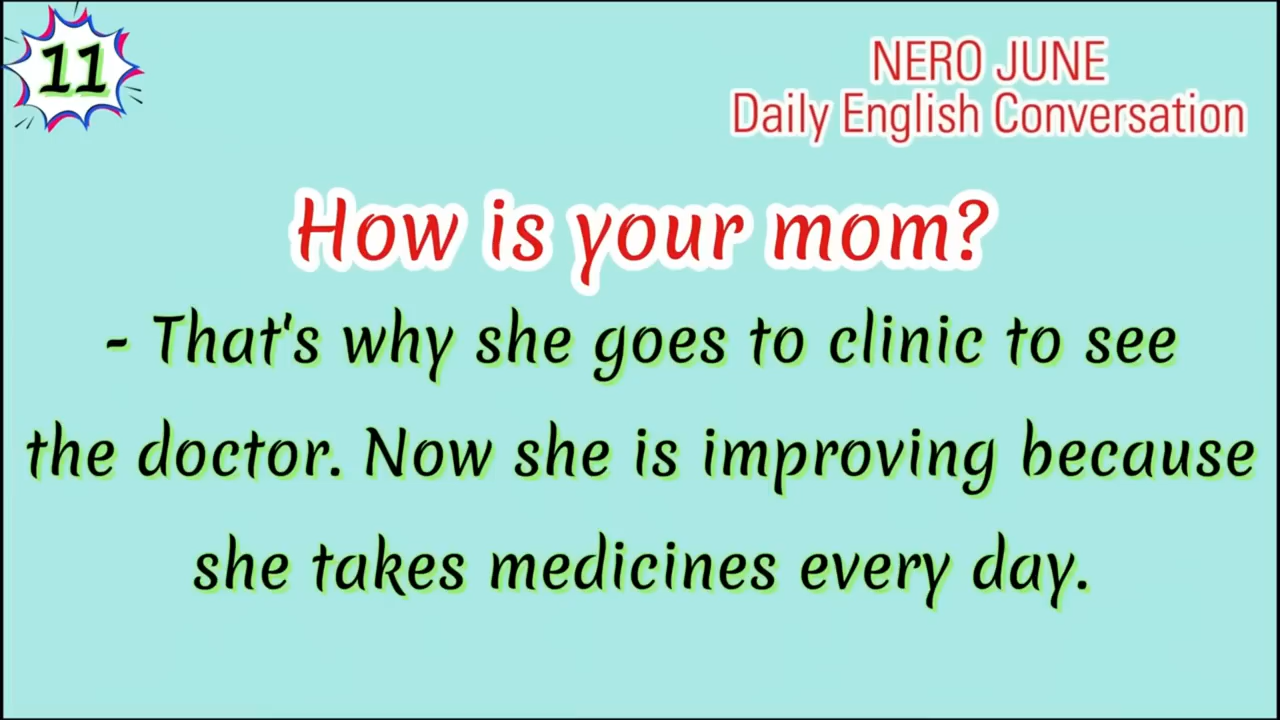 11
NERO JUNE
Daily English Conversation
How is your mom?
- That's why she goes to clinic to see
the doctor. Now she is improving because
she takes medicines every day.